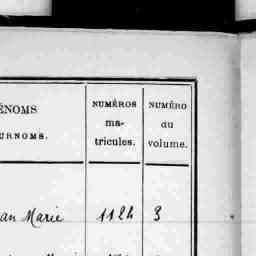 ÉNOMS
URNOMS.
NUMÉROS
ma-
tricules.
NUMÉRO
du
volume.
an Marie 1124 3